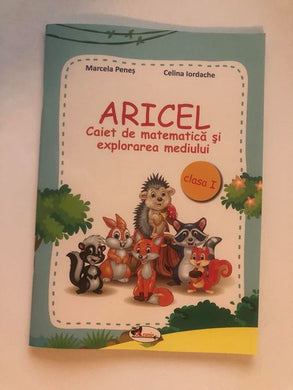 Marcela Peneș Celina Iordache
ARICEL
Caiet de matematică și
explorarea mediului
clasa I